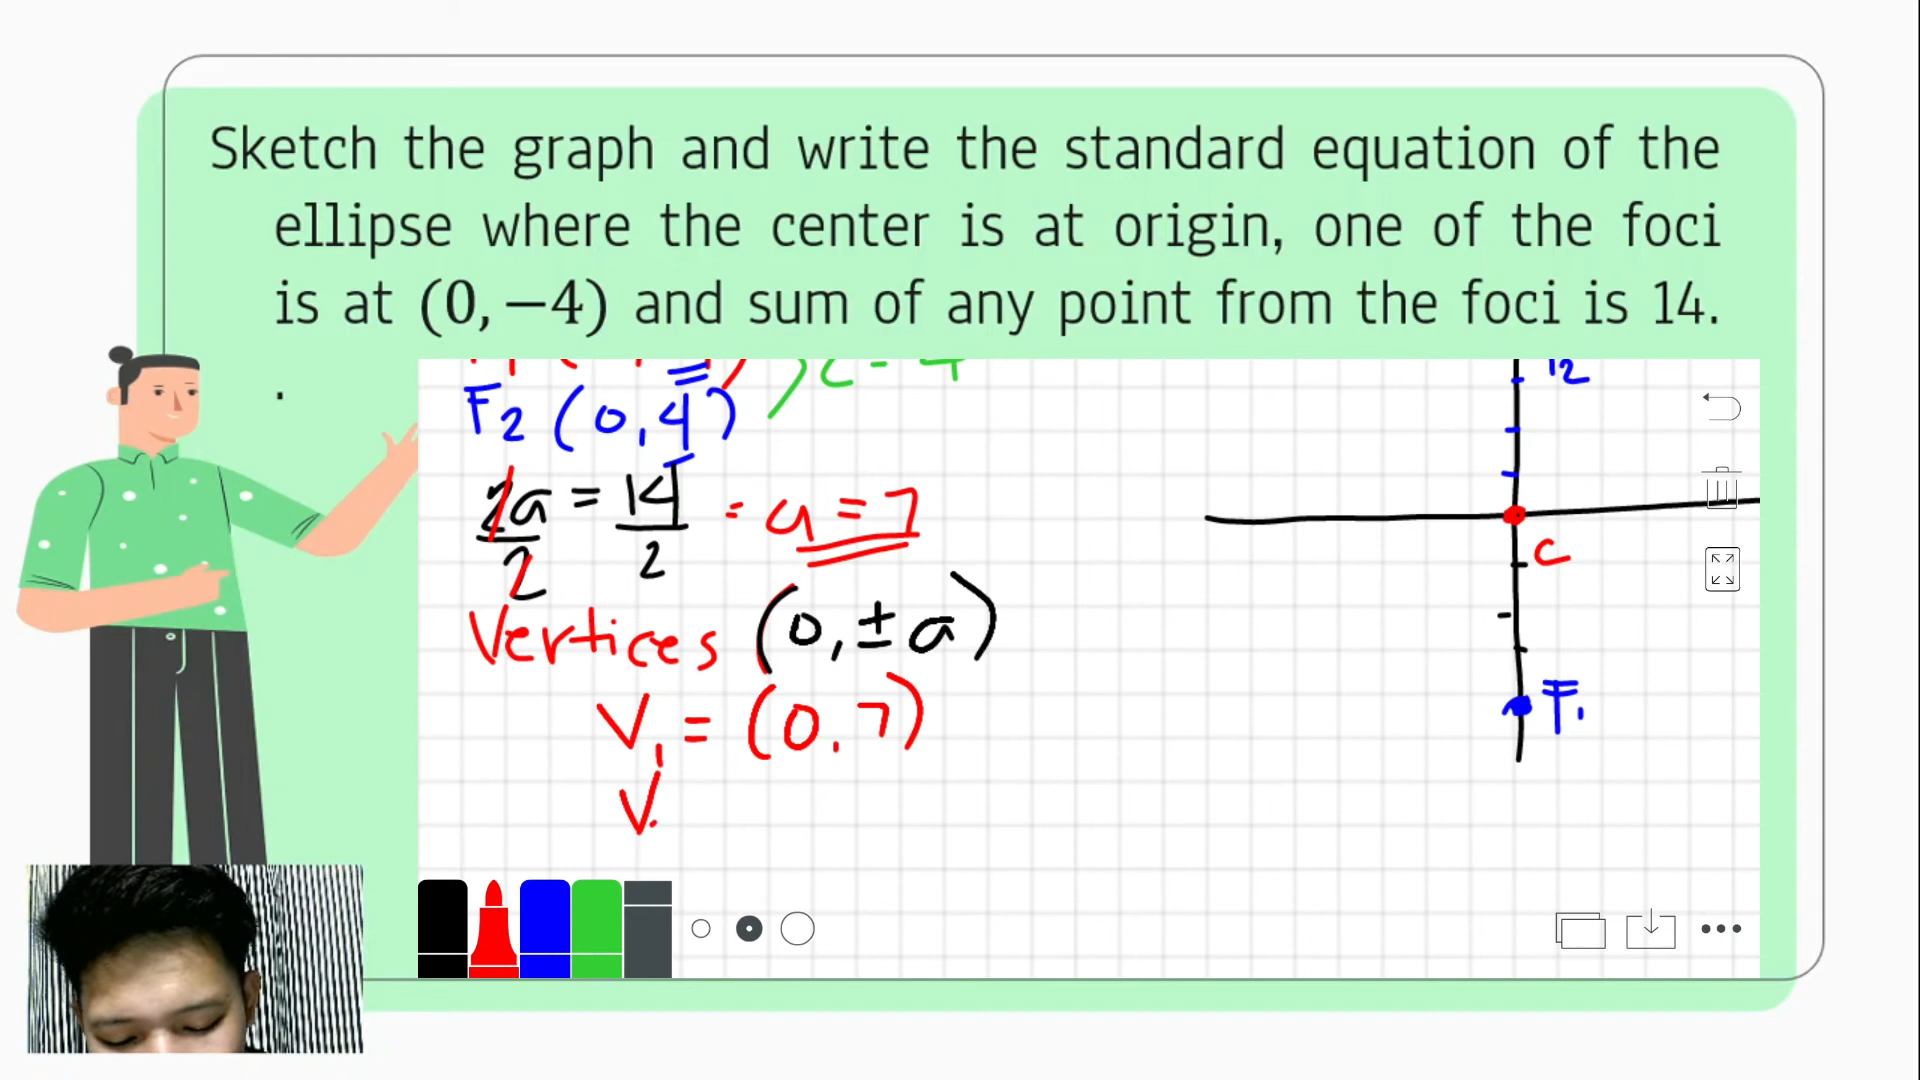 Sketch the graph and write the standard equation of the
ellipse where the center is at origin, one of the foci
is at (0, −4) and sum of any point from the foci is 14.
.
F2 (0, 4)
2a/2 = 14/2 = a = 7
Vertices (0, ± a)
V1 = (0, 7)
V
C
F1